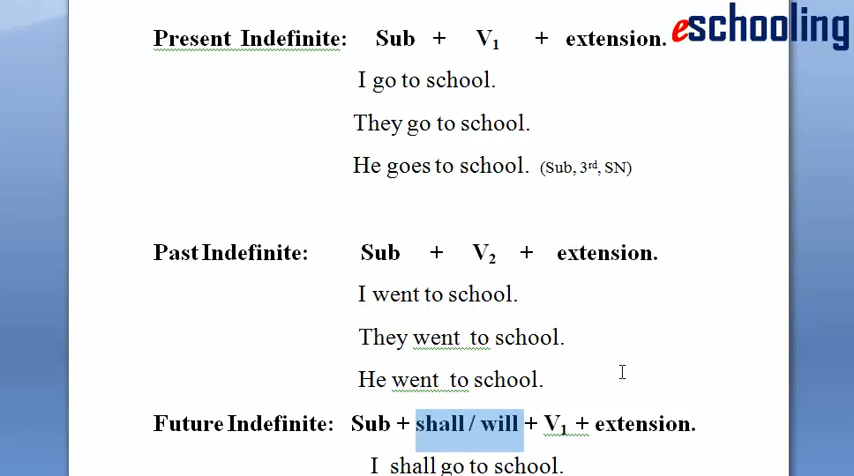 eschooling
Present Indefinite: Sub + V₁ + extension.
I go to school.
They go to school.
He goes to school. (Sub, 3ʳᵈ, SN)
Past Indefinite: Sub + V₂ + extension.
I went to school.
They went to school.
He went to school.
Future Indefinite: Sub + shall / will + V₁ + extension.
I shall go to school.